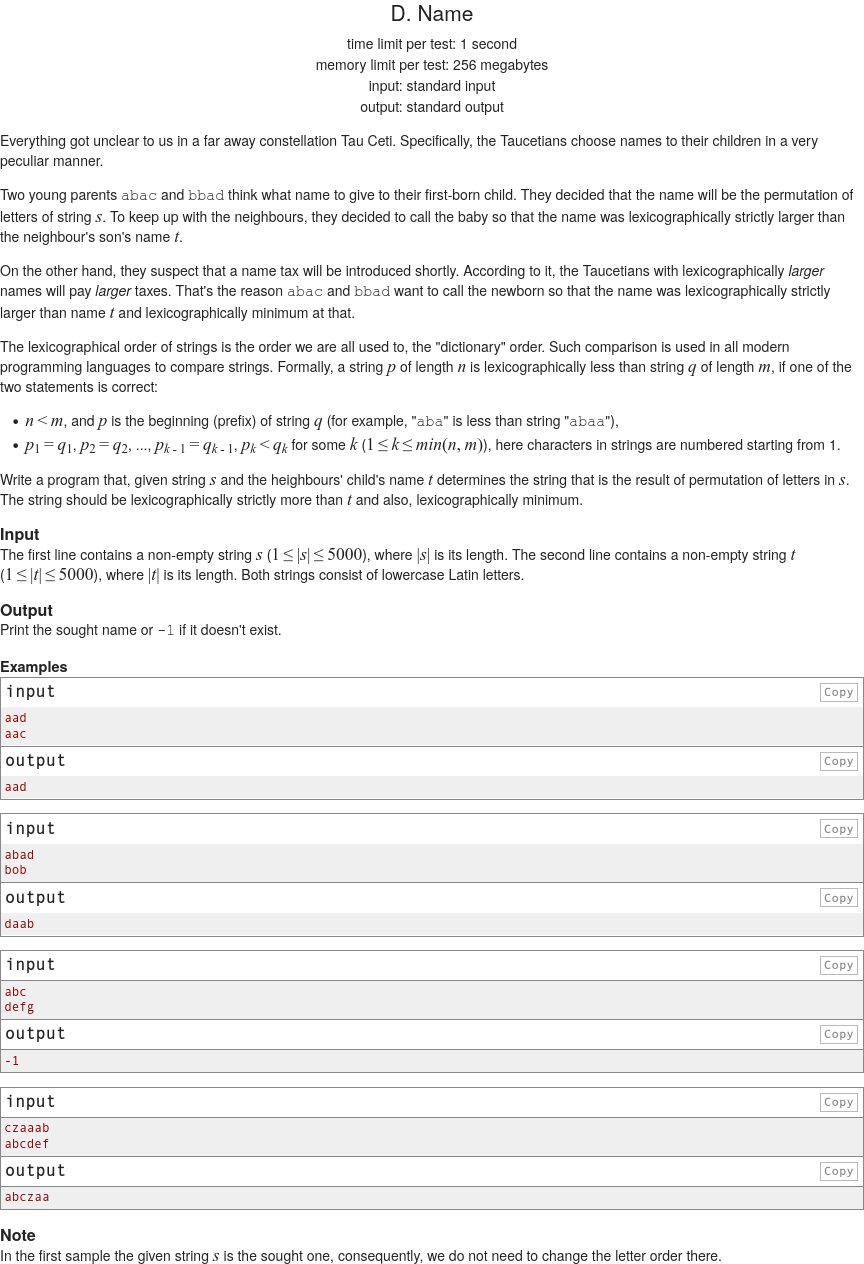 D. Name
time limit per test: 1 second
memory limit per test: 256 megabytes
input: standard input
output: standard output
Everything got unclear to us in a far away constellation Tau Ceti. Specifically, the Taucetians choose names to their children in a very
peculiar manner.
Two young parents abac and bbad think what name to give to their first-born child. They decided that the name will be the permutation of
letters of string s. To keep up with the neighbours, they decided to call the baby so that the name was lexicographically strictly larger than
the neighbour's son's name t.
On the other hand, they suspect that a name tax will be introduced shortly. According to it, the Taucetians with lexicographically larger
names will pay larger taxes. That's the reason abac and bbad want to call the newborn so that the name was lexicographically strictly
larger than name t and lexicographically minimum at that.
The lexicographical order of strings is the order we are all used to, the "dictionary" order. Such comparison is used in all modern
programming languages to compare strings. Formally, a string p of length n is lexicographically less than string q of length m, if one of the
two statements is correct:
• n < m, and p is the beginning (prefix) of string q (for example, "aba" is less than string "abaa"),
• p1 = q1, p2 = q2, ..., pk - 1 = qk - 1, pk < qk for some k (1 ≤ k ≤ min(n, m)), here characters in strings are numbered starting from 1.
Write a program that, given string s and the heighbours' child's name t determines the string that is the result of permutation of letters in s.
The string should be lexicographically strictly more than t and also, lexicographically minimum.
Input
The first line contains a non-empty string s (1 ≤ |s| ≤ 5000), where |s| is its length. The second line contains a non-empty string t
(1 ≤ |t| ≤ 5000), where |t| is its length. Both strings consist of lowercase Latin letters.
Output
Print the sought name or -1 if it doesn't exist.
Examples
input Copy
aad
aac
output Copy
aad
input Copy
abad
bob
output Copy
daab
input Copy
abc
defg
output Copy
-1
input Copy
czaaab
abcdef
output Copy
abczaa
Note
In the first sample the given string s is the sought one, consequently, we do not need to change the letter order there.